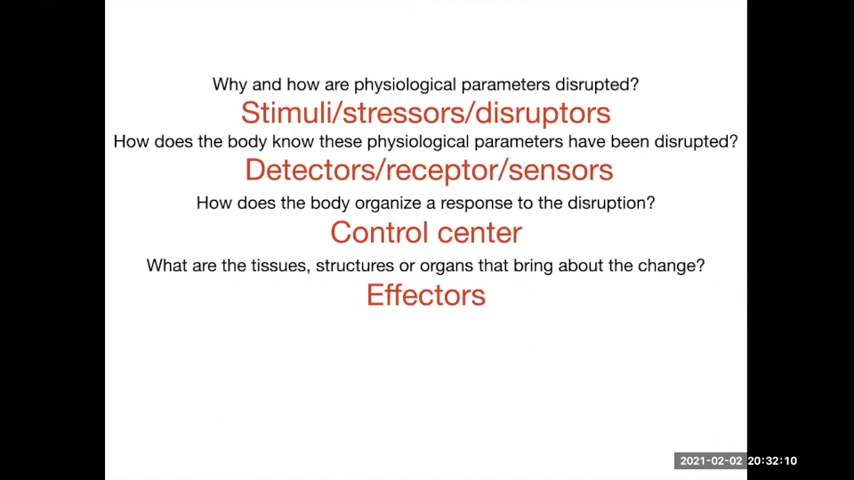 Why and how are physiological parameters disrupted?
Stimuli/stressors/disruptors
How does the body know these physiological parameters have been disrupted?
Detectors/receptor/sensors
How does the body organize a response to the disruption?
Control center
What are the tissues, structures or organs that bring about the change?
Effectors
2021-02-02 20:32:10